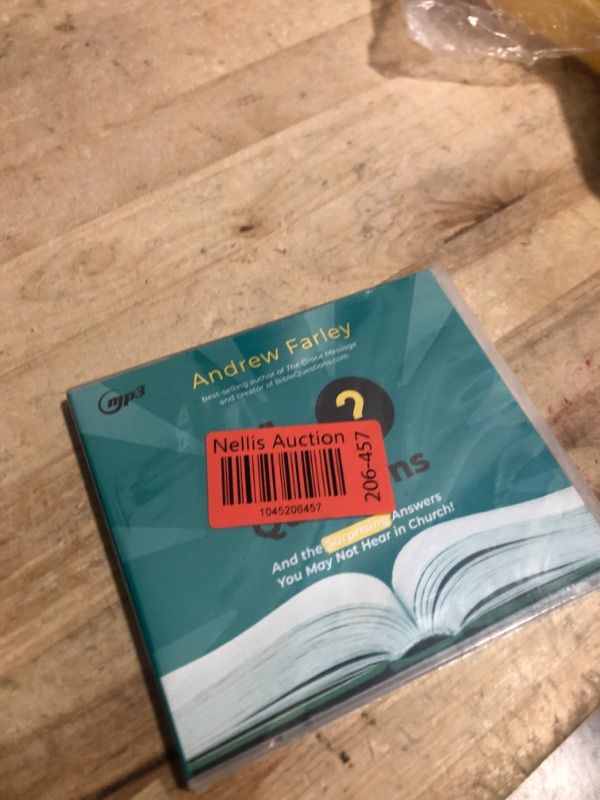 mp3
Andrew Farley
Best-selling author of The Grace Message
and creator of BibleQuestions.com
?
Nellis Auction
1045206457
206-457
And the Surprising Answers
You May Not Hear in Church!